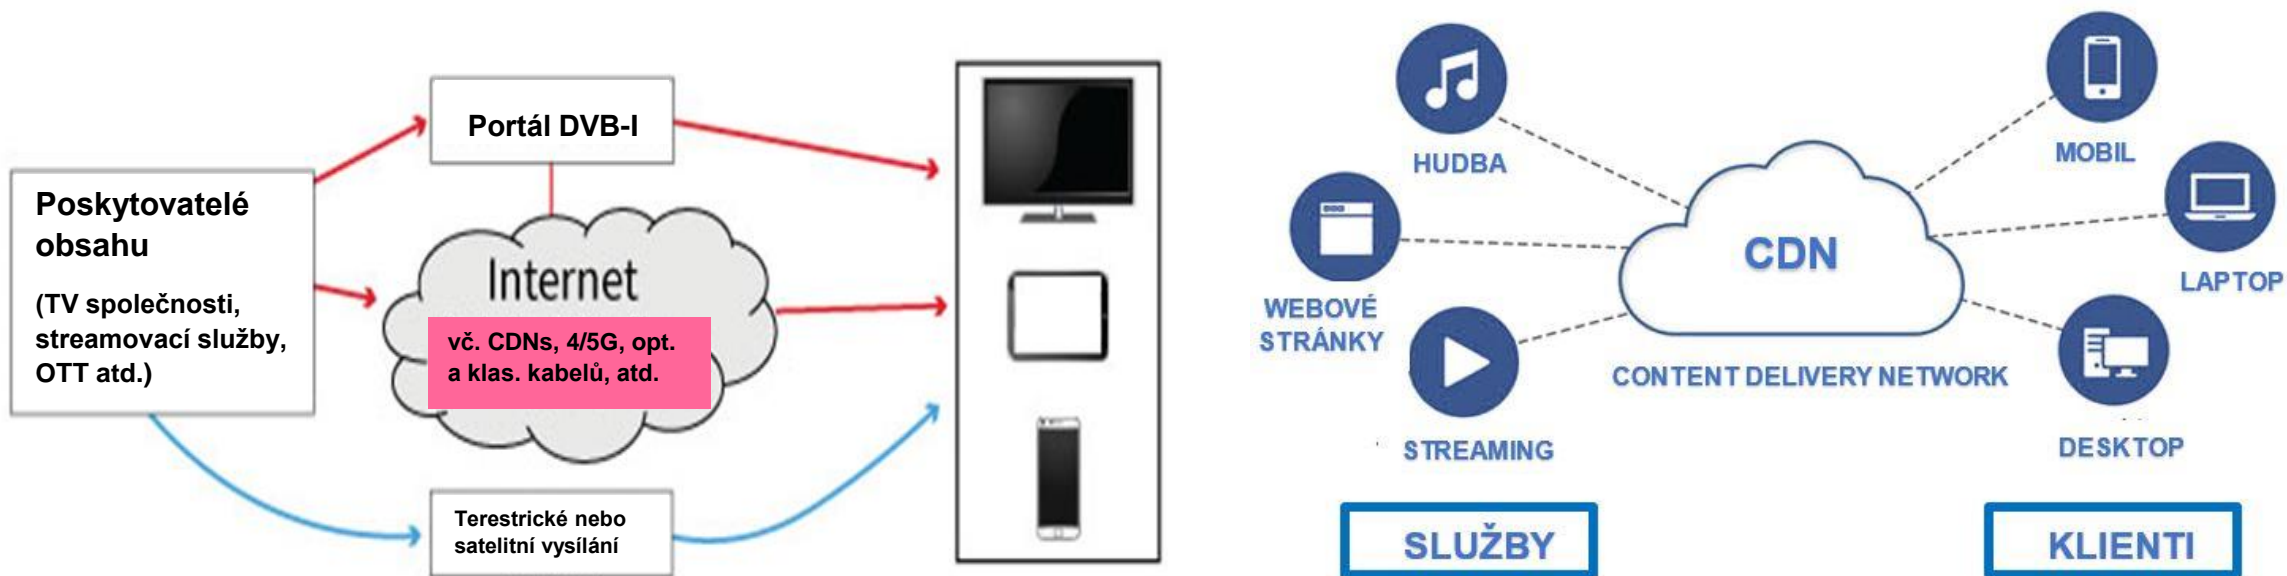 Portál DVB-I
Poskytovatelé
obsahu
(TV společnosti,
streamovací služby,
OTT atd.)
Internet
vč. CDNs, 4/5G, opt.
a klas. kabelů, atd.
Terestrické nebo
satelitní vysílání
HUDBA
WEBOVÉ
STRÁNKY
STREAMING
CDN
CONTENT DELIVERY NETWORK
MOBIL
LAPTOP
DESKTOP
SLUŽBY
KLIENTI